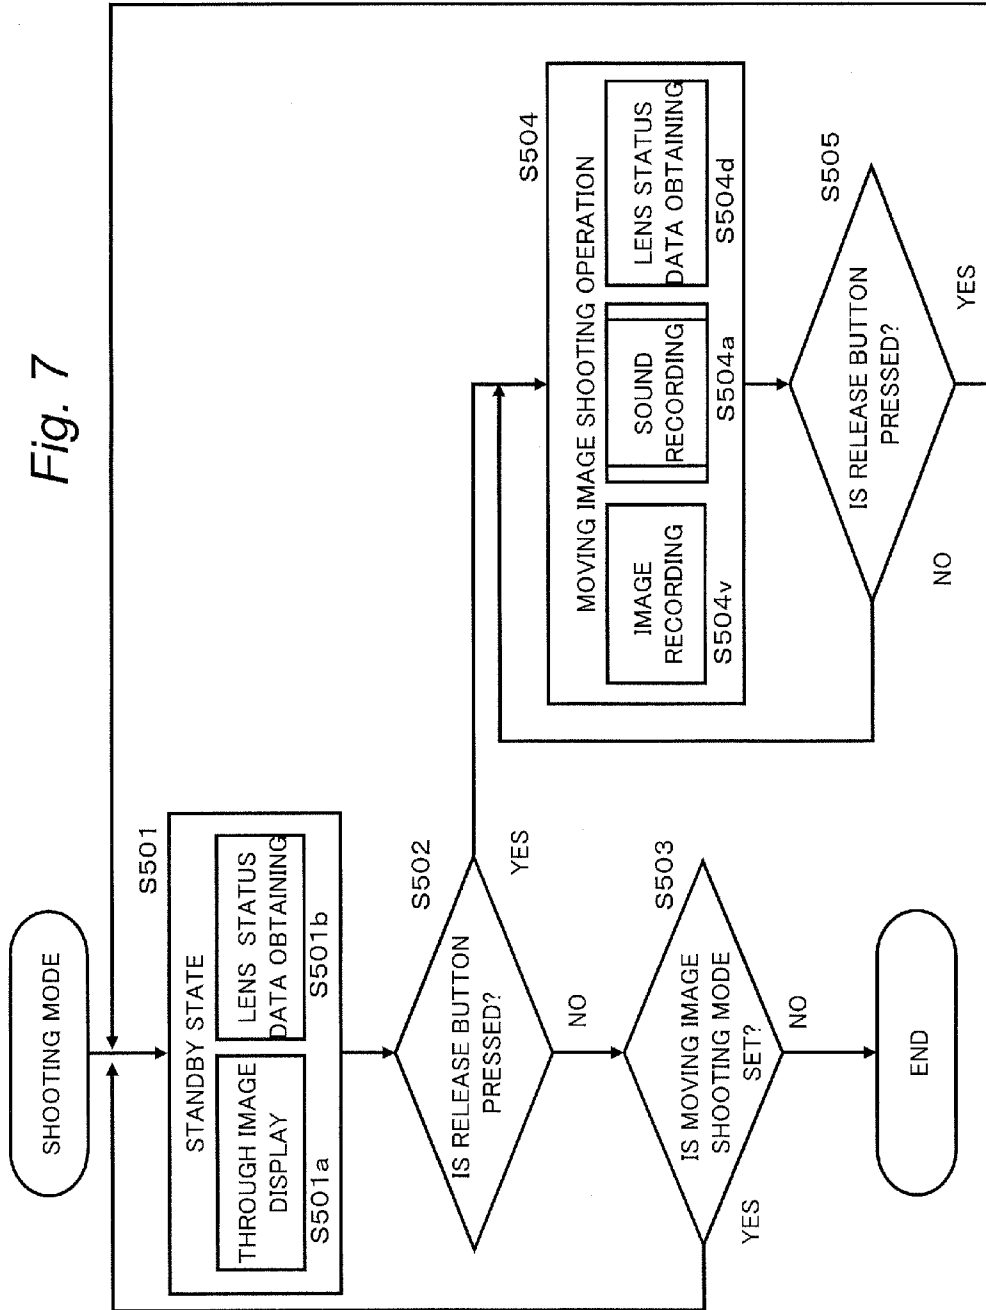 Fig. 7
SHOOTING MODE
S501
STANDBY STATE
THROUGH IMAGE
DISPLAY
S501a
LENS STATUS
DATA OBTAINING
S501b
S502
IS RELEASE BUTTON
PRESSED?
YES
NO
S503
IS MOVING IMAGE
SHOOTING MODE
SET?
YES
NO
END
S504
MOVING IMAGE SHOOTING OPERATION
IMAGE
RECORDING
S504v
SOUND
RECORDING
S504a
LENS STATUS
DATA OBTAINING
S504d
S505
IS RELEASE BUTTON
PRESSED?
NO
YES